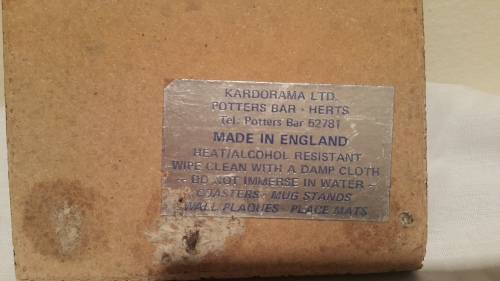 KARDORAMA LTD.
POTTERS BAR · HERTS
Tel. Potters Bar 52781
MADE IN ENGLAND
HEAT/ALCOHOL RESISTANT
WIPE CLEAN WITH A DAMP CLOTH
– DO NOT IMMERSE IN WATER –
COASTERS · MUG STANDS
WALL PLAQUES · PLACE MATS